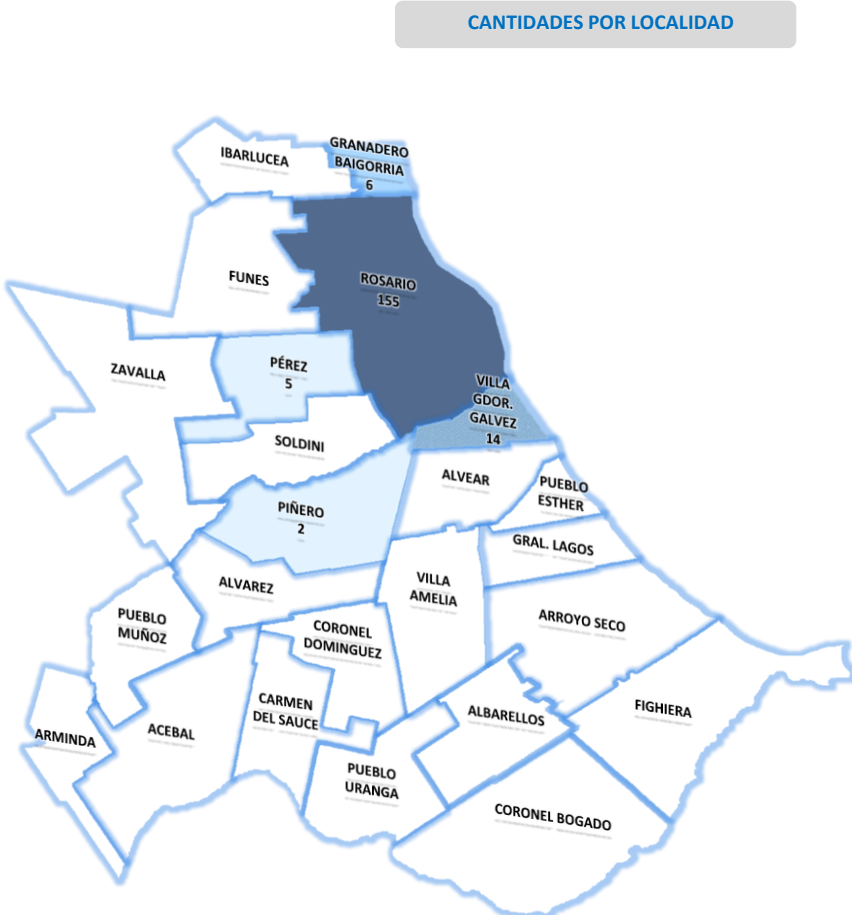 CANTIDADES POR LOCALIDAD
IBARLUCEA
GRANADERO
BAIGORRIA
6
FUNES
ROSARIO
155
ZAVALLA
PÉREZ
5
VILLA
GDOR.
GALVEZ
14
SOLDINI
ALVEAR
PUEBLO
ESTHER
PIÑERO
2
GRAL. LAGOS
ALVAREZ
VILLA
AMELIA
PUEBLO
MUÑOZ
CORONEL
DOMINGUEZ
ARROYO SECO
CARMEN
DEL SAUCE
ALBARELLOS
FIGHIERA
ARMINDA
ACEBAL
PUEBLO
URANGA
CORONEL BOGADO